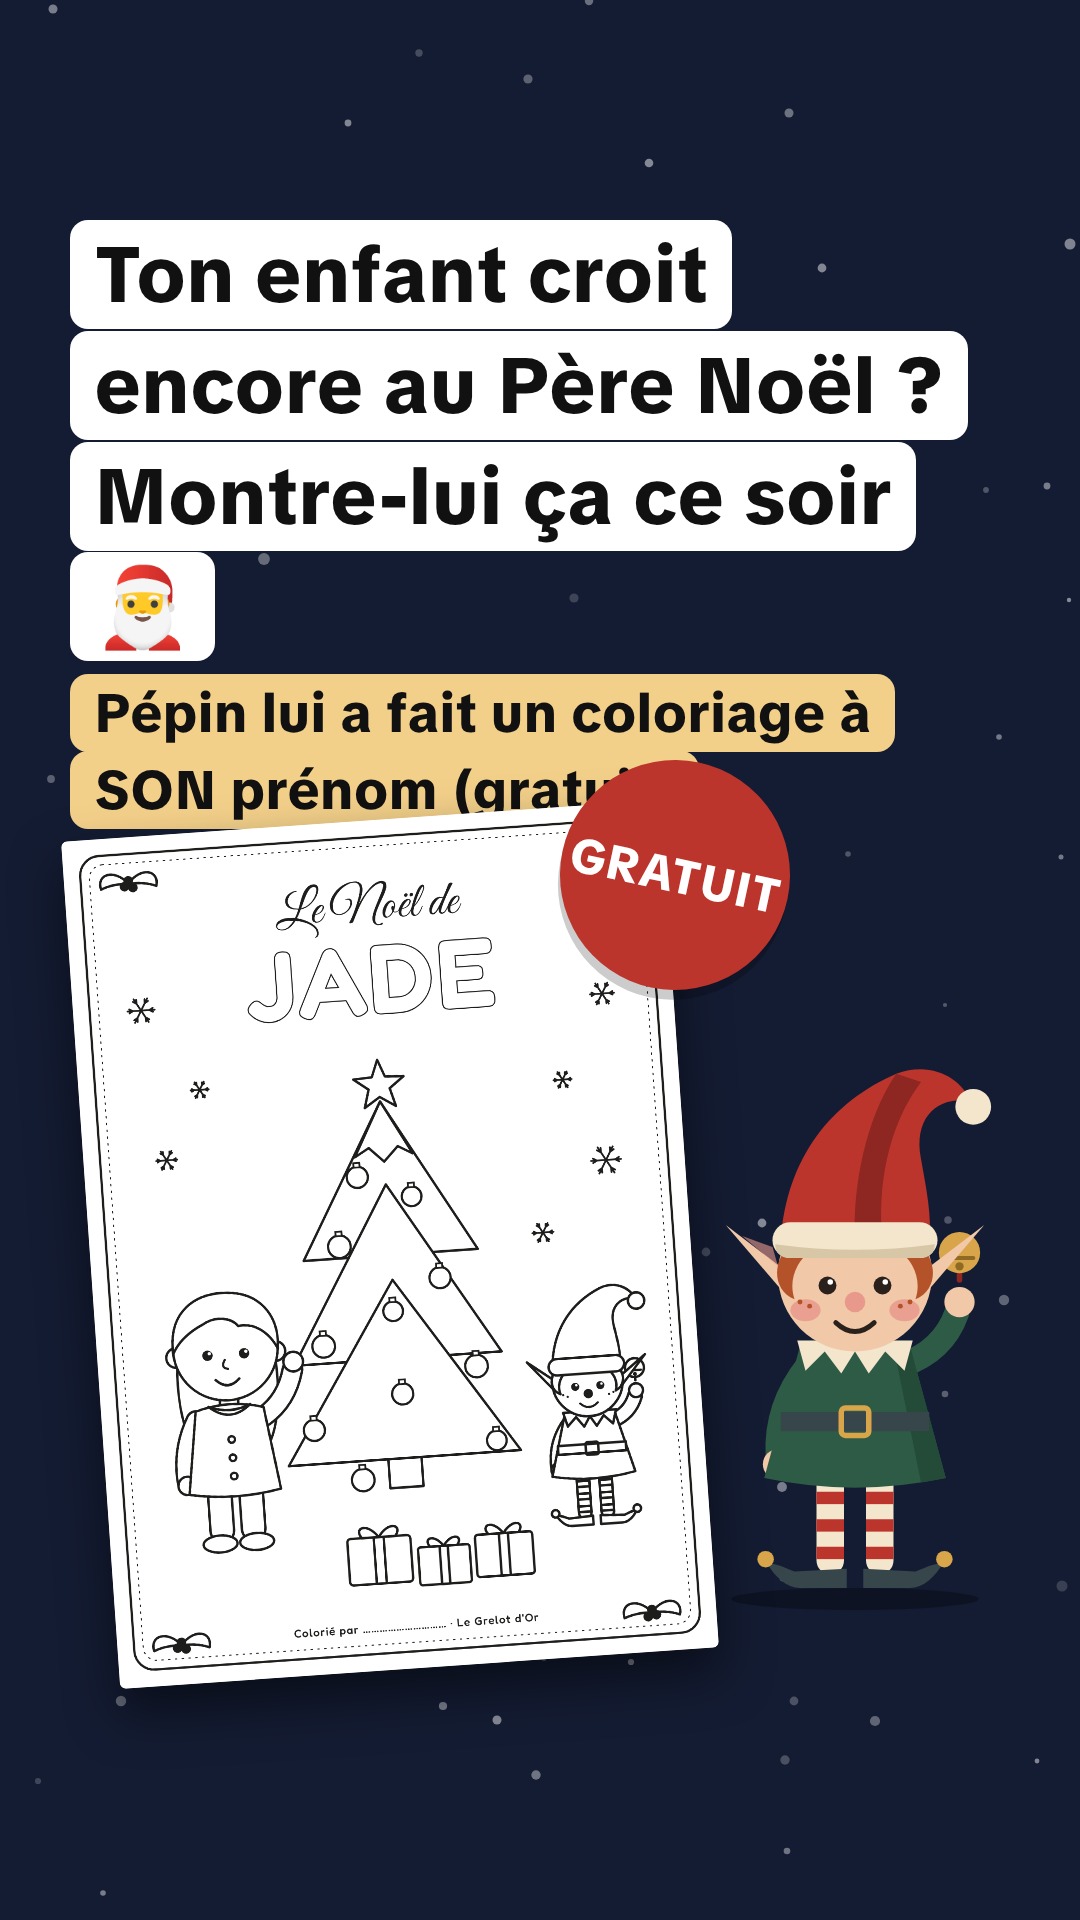 Ton enfant croit
encore au Père Noël ?
Montre-lui ça ce soir
🎅
Pépin lui a fait un coloriage à
SON prénom
GRATUIT
Le Noël de
JADE
Colorié par .............................. · Le Grelot d'Or